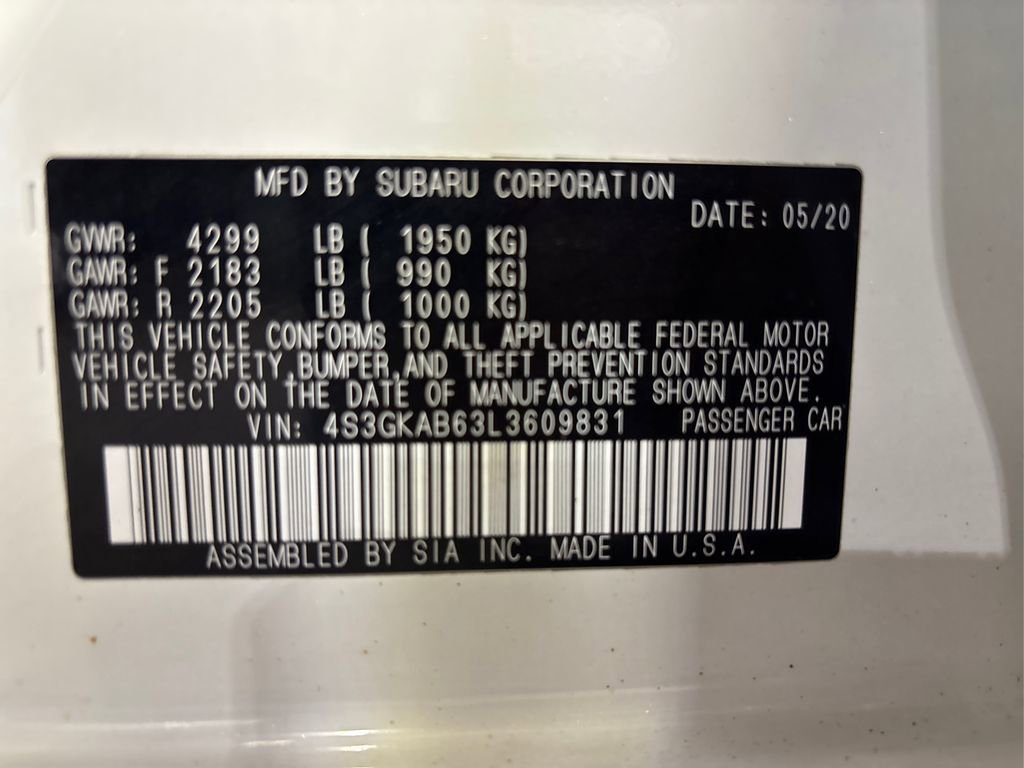 MFD BY SUBARU CORPORATION
DATE: 05/20
GVWR: 4299 LB ( 1950 KG)
GAWR: F 2183 LB ( 990 KG)
GAWR: R 2205 LB ( 1000 KG)
THIS VEHICLE CONFORMS TO ALL APPLICABLE FEDERAL MOTOR
VEHICLE SAFETY,BUMPER,AND THEFT PREVENTION STANDARDS
IN EFFECT ON THE DATE OF MANUFACTURE SHOWN ABOVE.
VIN: 4S3GKAB63L3609831 PASSENGER CAR
ASSEMBLED BY SIA INC. MADE IN U.S.A.